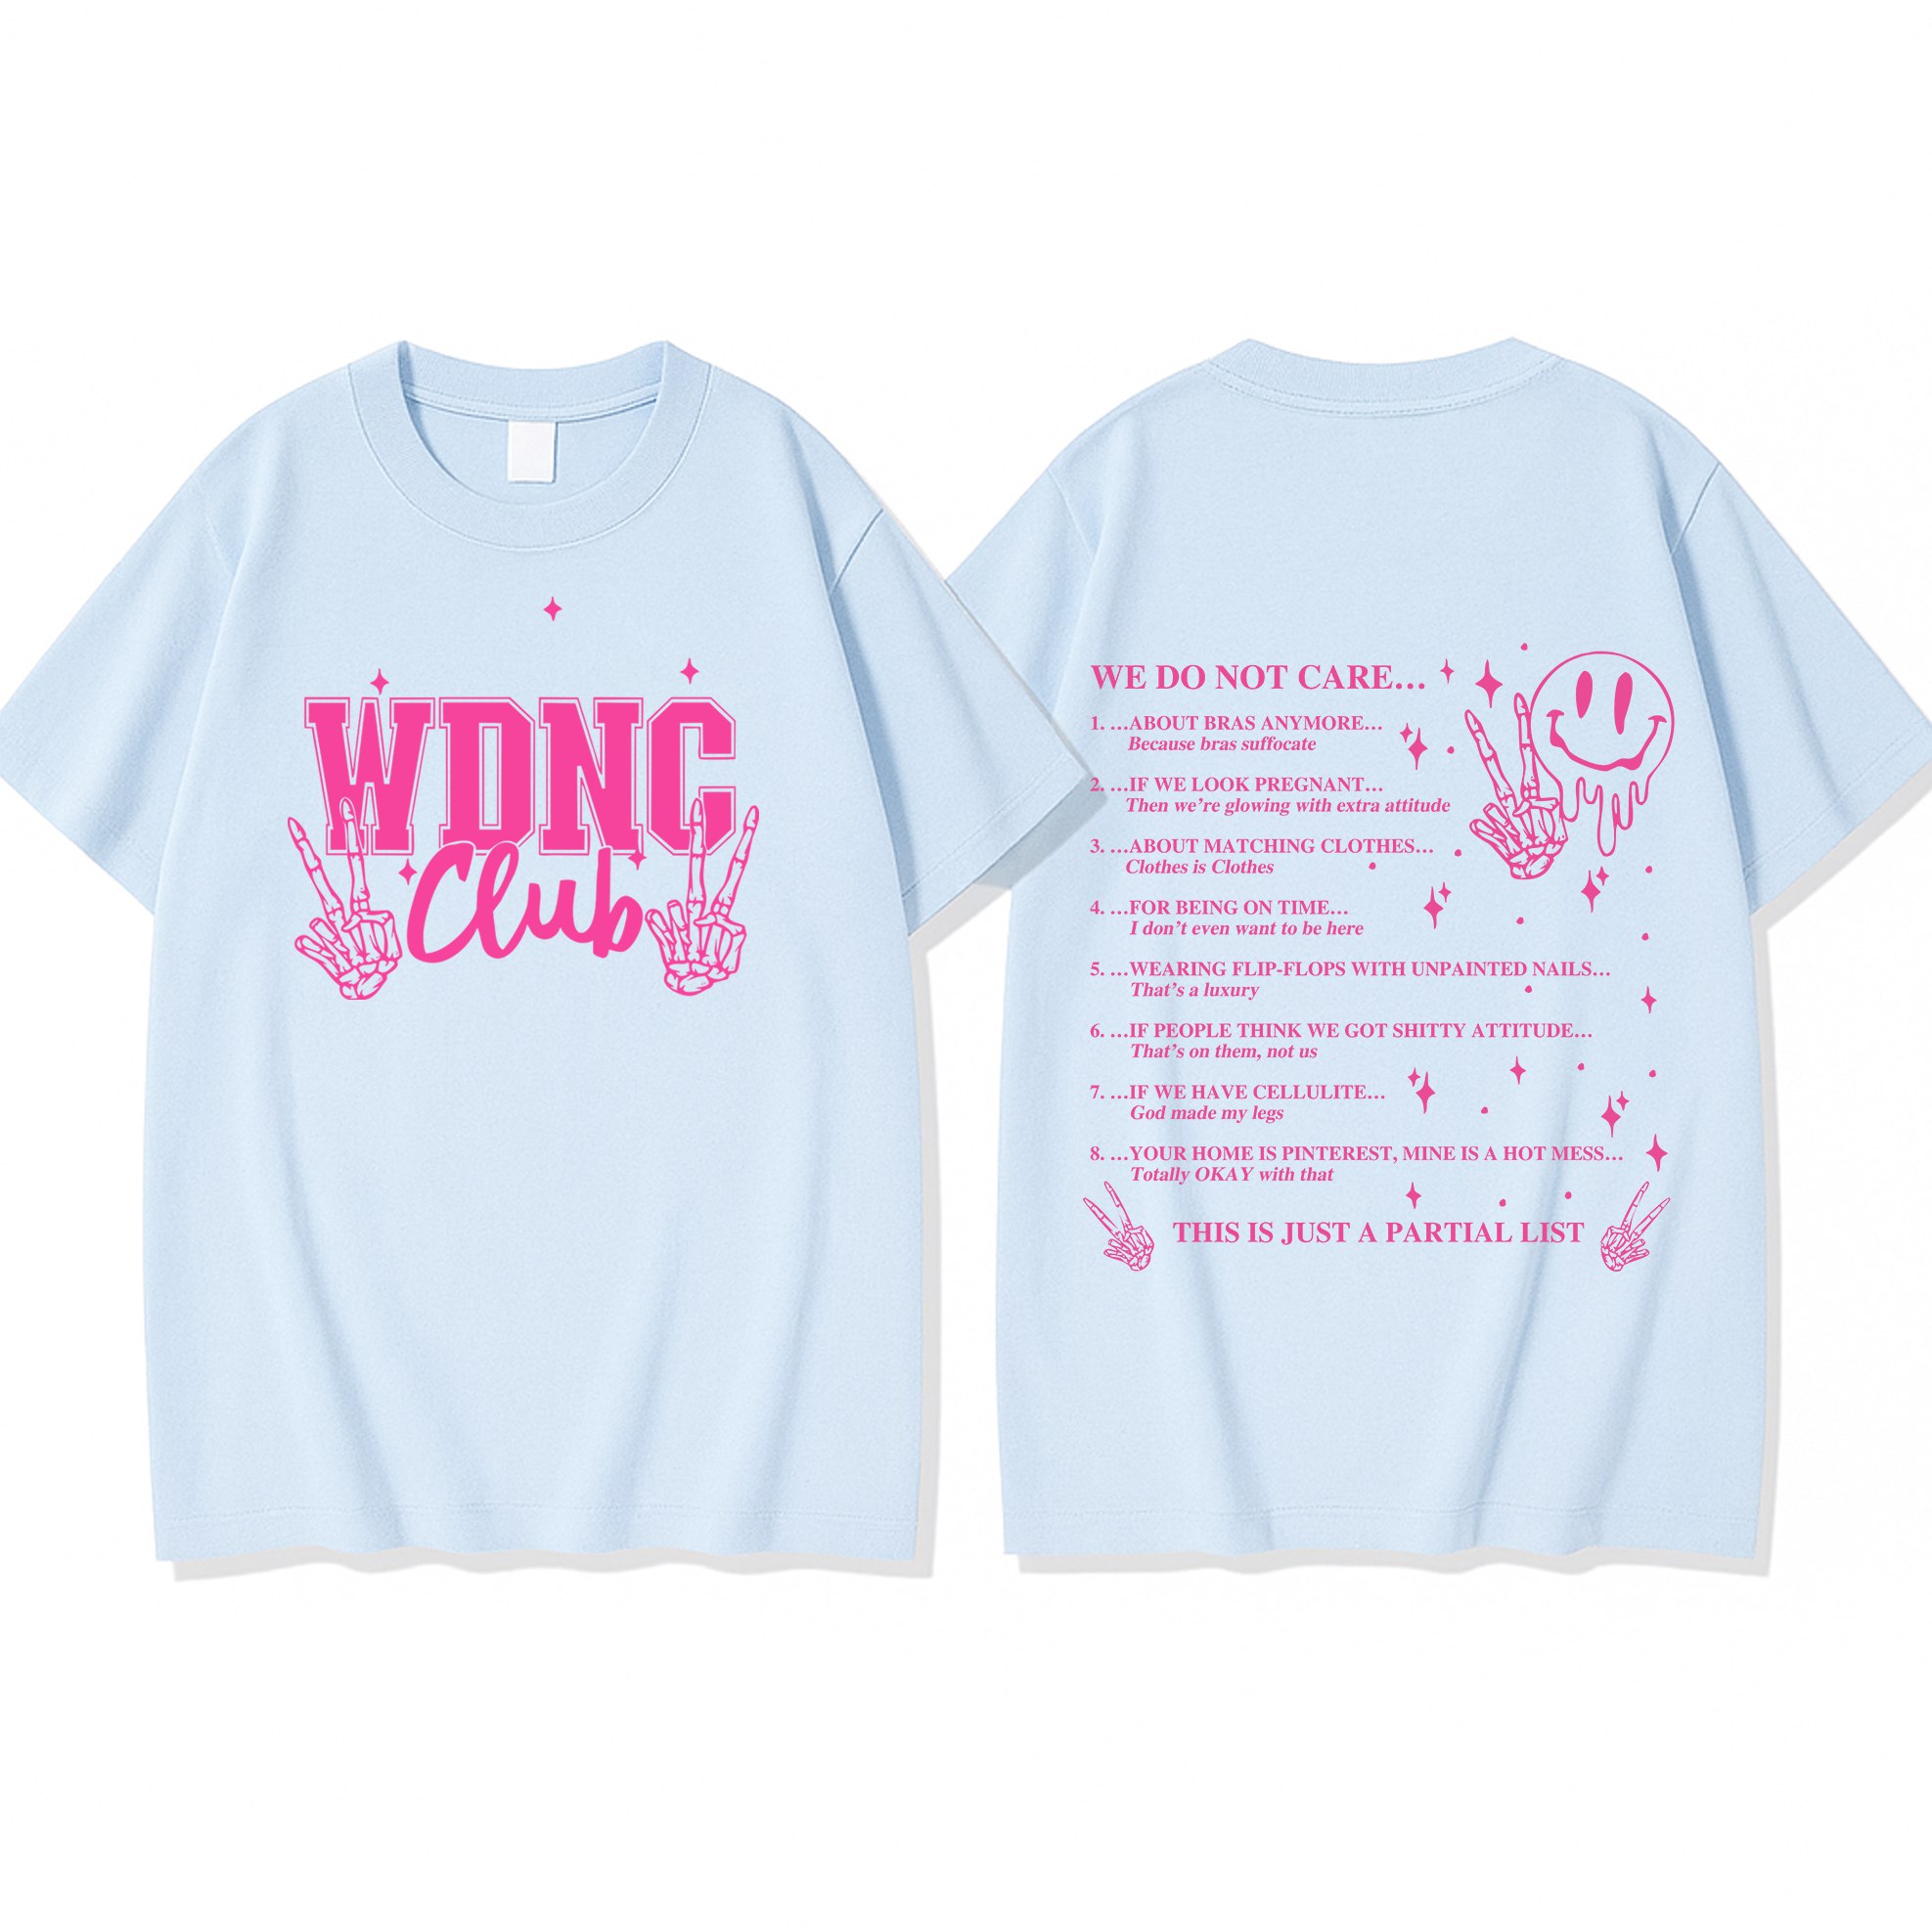 WDNC
Club
WE DO NOT CARE...
1. ...ABOUT BRAS ANYMORE...
Because bras suffocate
2. ...IF WE LOOK PREGNANT...
Then we're glowing with extra attitude
3. ...ABOUT MATCHING CLOTHES...
Clothes is Clothes
4. ...FOR BEING ON TIME...
I don't even want to be here
5. ...WEARING FLIP-FLOPS WITH UNPAINTED NAILS...
That's a luxury
6. ...IF PEOPLE THINK WE GOT SHITTY ATTITUDE...
That's on them, not us
7. ...IF WE HAVE CELLULITE...
God made my legs
8. ...YOUR HOME IS PINTEREST, MINE IS A HOT MESS...
Totally OKAY with that
THIS IS JUST A PARTIAL LIST